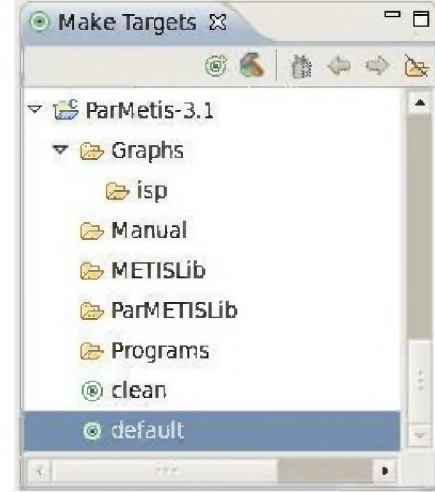 Make Targets
ParMetis-3.1
Graphs
isp
Manual
METISLib
ParMETISLib
Programs
clean
default